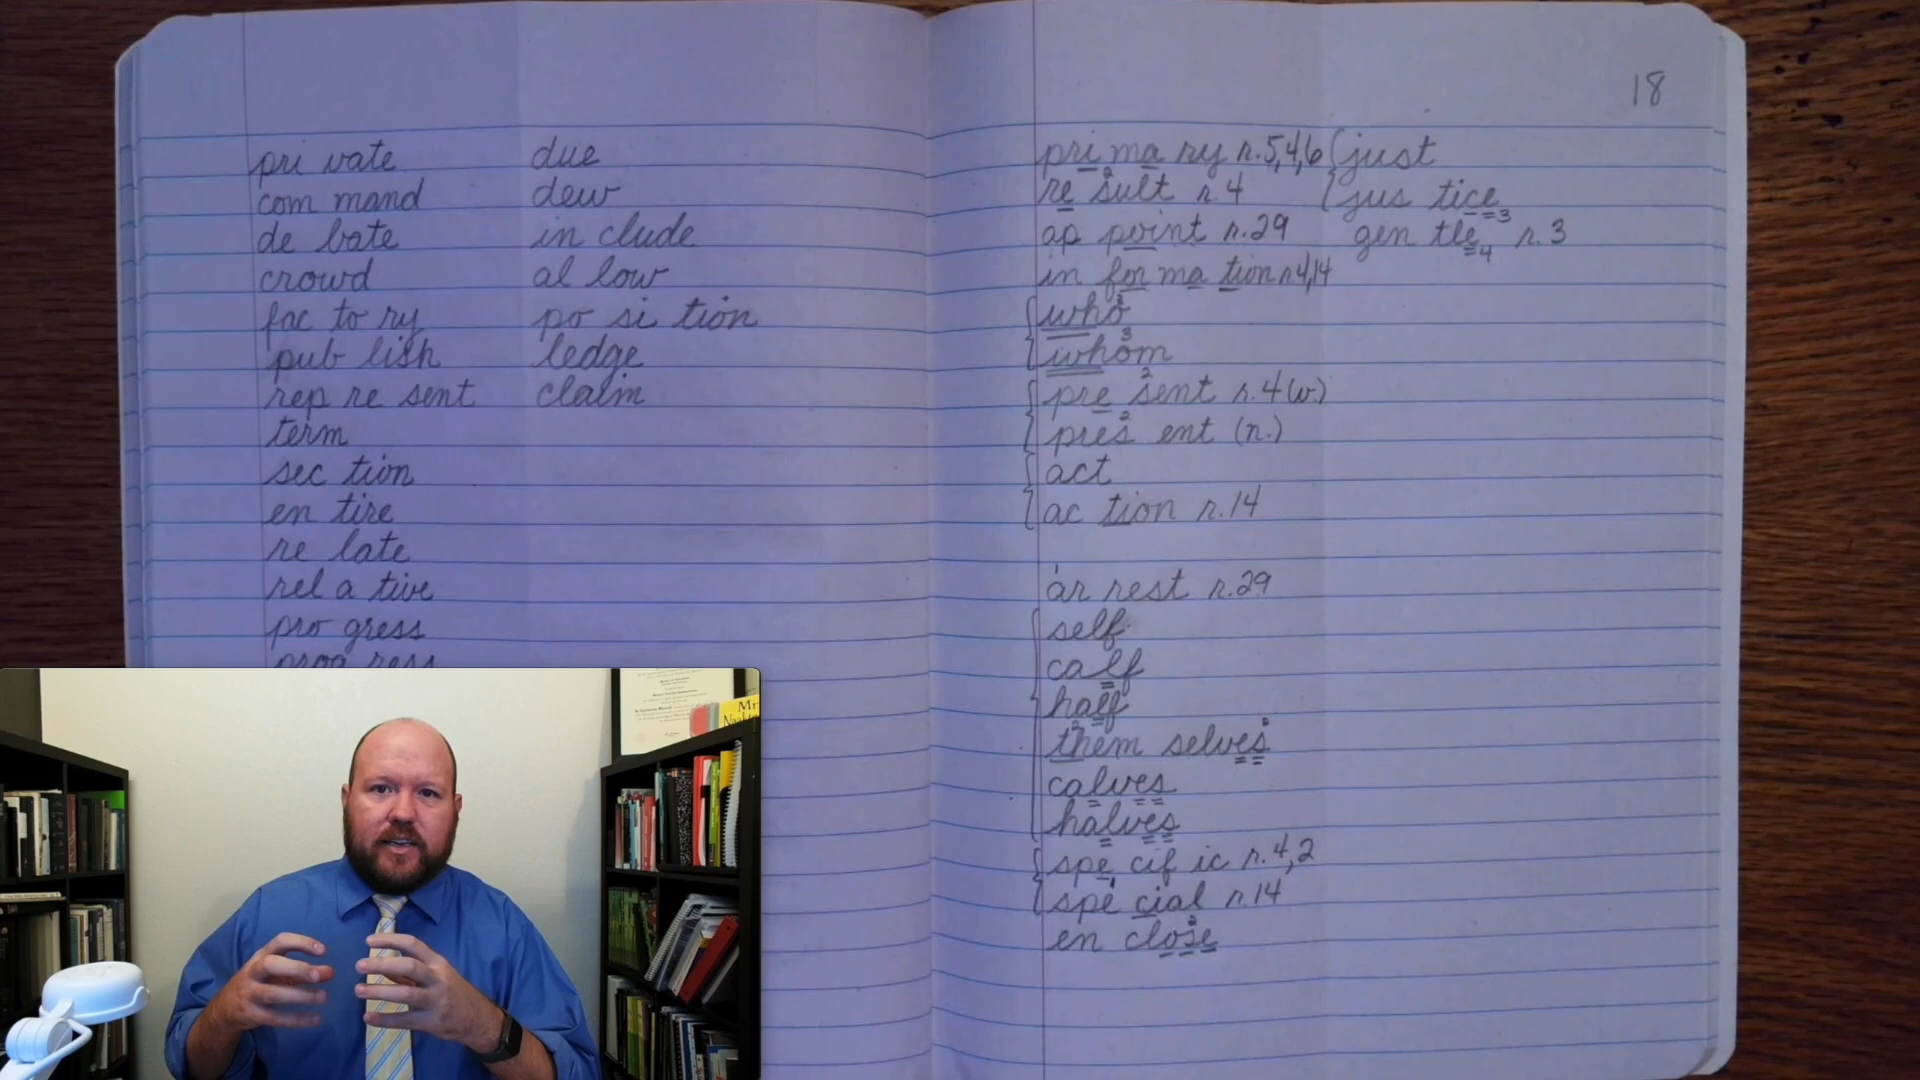 18
pri vate
com mand
de bate
crowd
fac to ry
pub lish
rep re sent
term
sec tion
en tire
re late
rel a tive
pro gress
prog ress
due
dew
in clude
al low
po si tion
ledge
claim
pri ma ry r. 5,4,6
re sult r. 4
ap point r. 29
in for ma tion r. 4,14
who
whom
pre sent r. 4 (v.)
pres ent (n.)
act
ac tion r. 14
ar rest r. 29
self
calf
half
them selves
calves
halves
spe cif ic r. 4,2
spe cial r. 14
en close
just
jus tice
gen tle r. 3